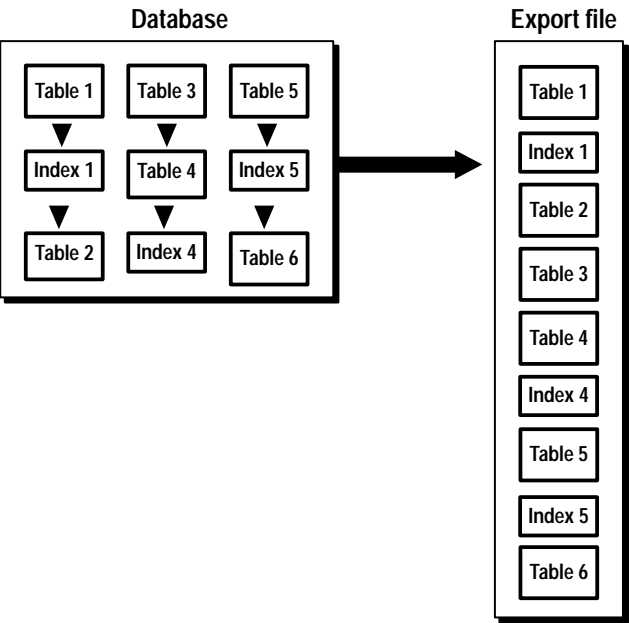 Database
Export file
Table 1
Table 3
Table 5
Index 1
Table 4
Index 5
Table 2
Index 4
Table 6
Table 1
Index 1
Table 2
Table 3
Table 4
Index 4
Table 5
Index 5
Table 6